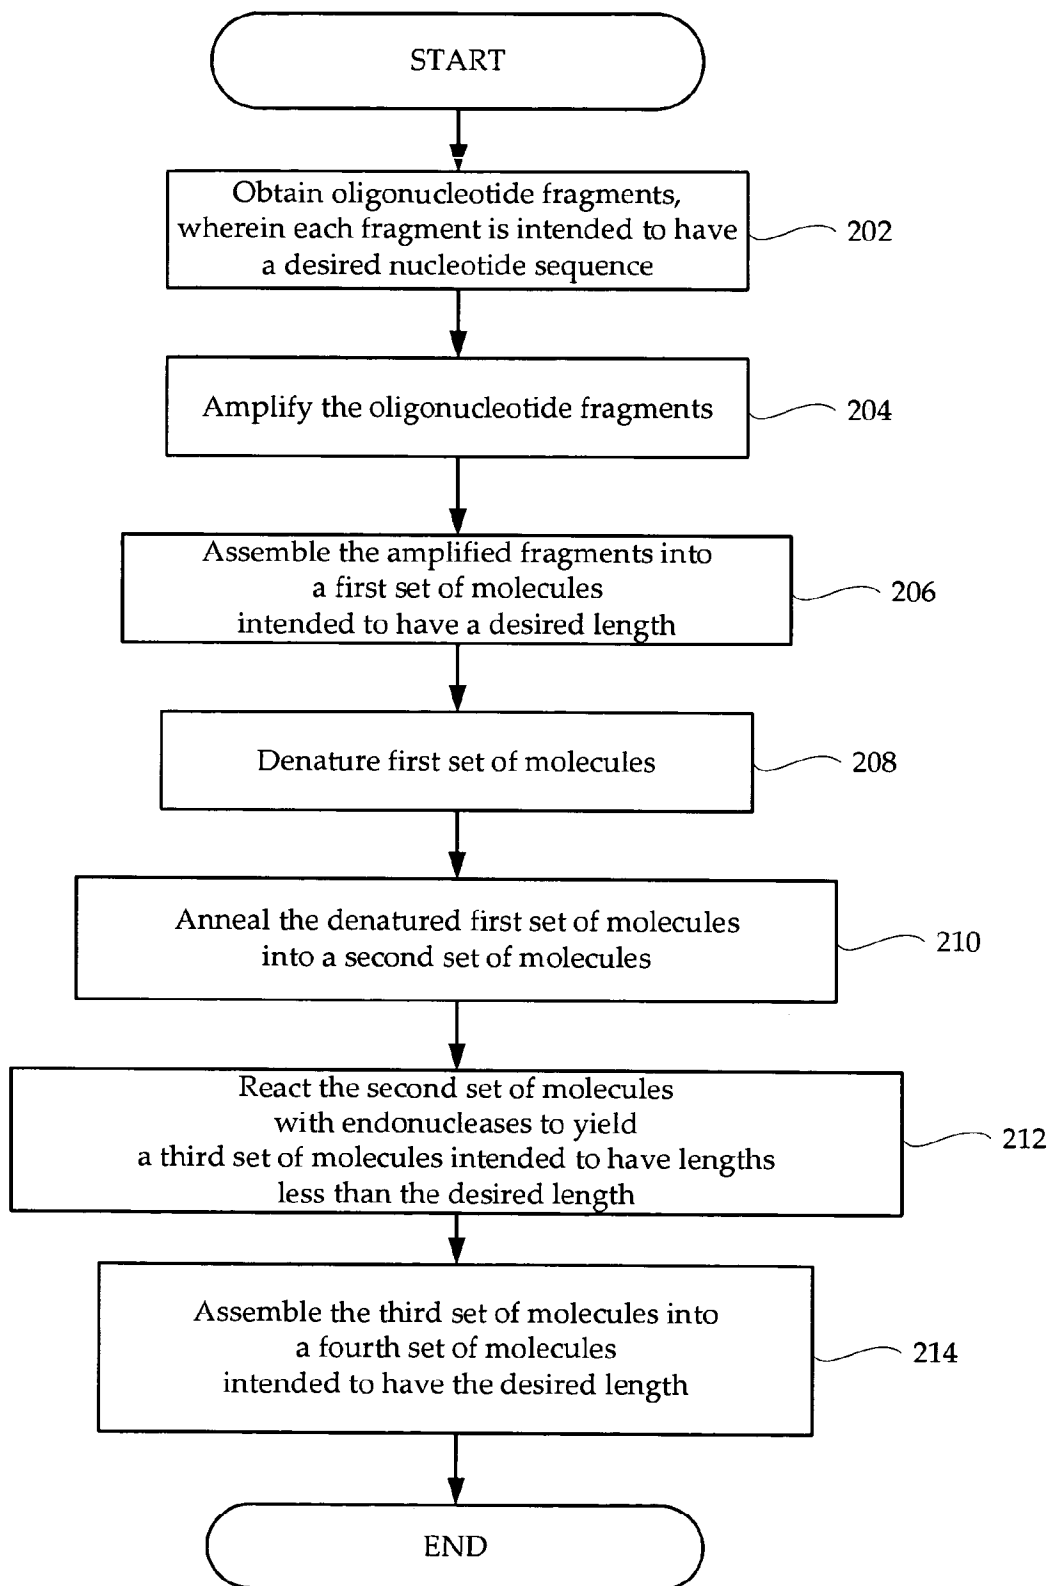 START
Obtain oligonucleotide fragments,
wherein each fragment is intended to have
a desired nucleotide sequence
202
Amplify the oligonucleotide fragments
204
Assemble the amplified fragments into
a first set of molecules
intended to have a desired length
206
Denature first set of molecules
208
Anneal the denatured first set of molecules
into a second set of molecules
210
React the second set of molecules
with endonucleases to yield
a third set of molecules intended to have lengths
less than the desired length
212
Assemble the third set of molecules into
a fourth set of molecules
intended to have the desired length
214
END